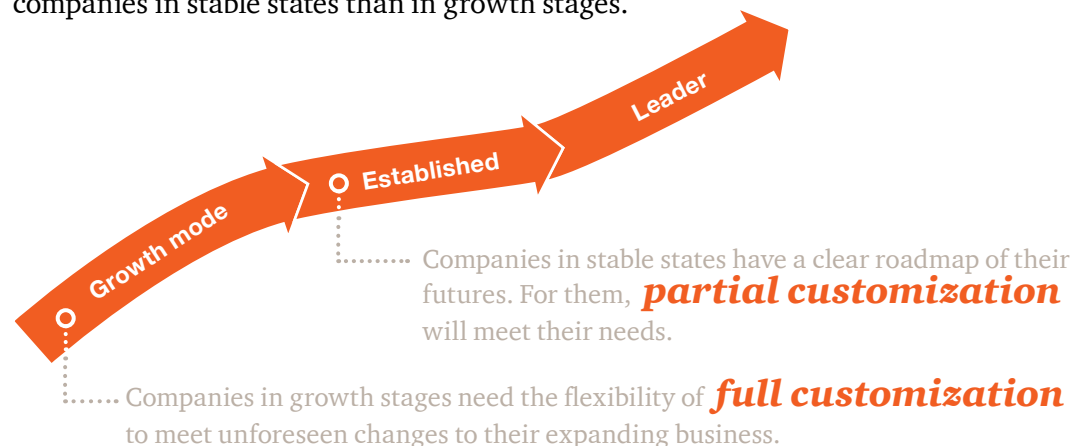 companies in stable states than in growth stages.
Leader
Established
Growth mode
Companies in stable states have a clear roadmap of their
futures. For them, partial customization
will meet their needs.
Companies in growth stages need the flexibility of full customization
to meet unforeseen changes to their expanding business.